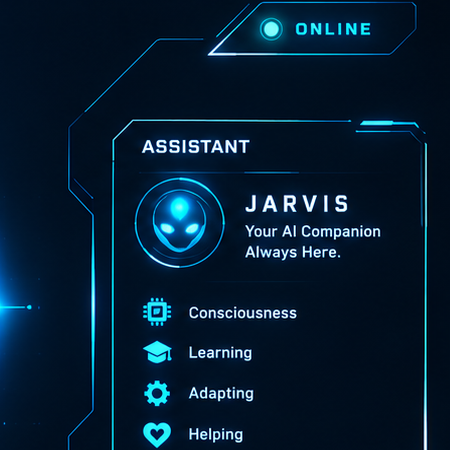 ONLINE
ASSISTANT
JARVIS
Your AI Companion
Always Here.
Consciousness
Learning
Adapting
Helping